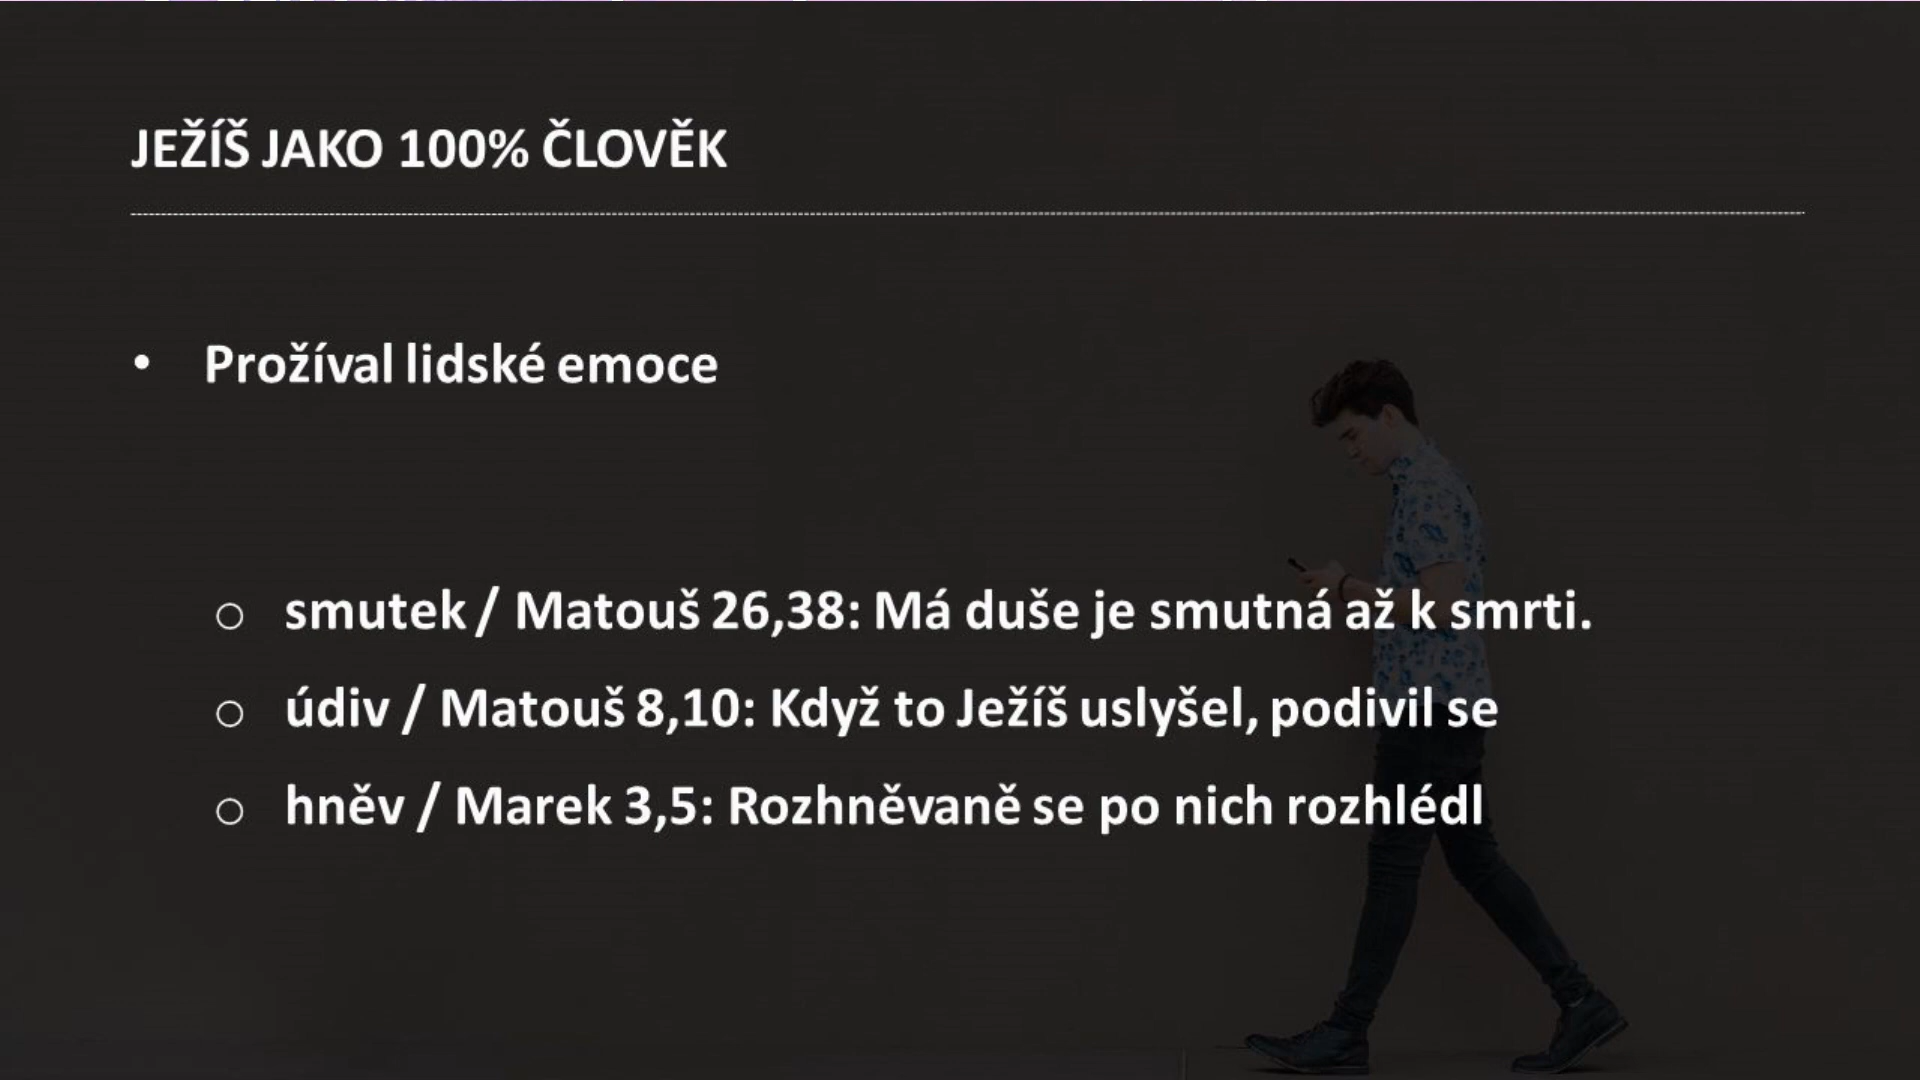 JEŽÍŠ JAKO 100% ČLOVĚK
• Prožíval lidské emoce
o smutek / Matouš 26,38: Má duše je smutná až k smrti.
o údiv / Matouš 8,10: Když to Ježíš uslyšel, podivil se
o hněv / Marek 3,5: Rozhněvaně se po nich rozhlédl